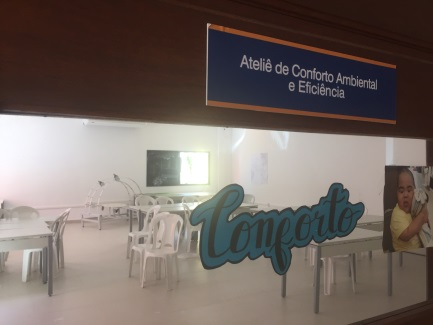 Ateliê de Conforto Ambiental
e Eficiência
Conforto